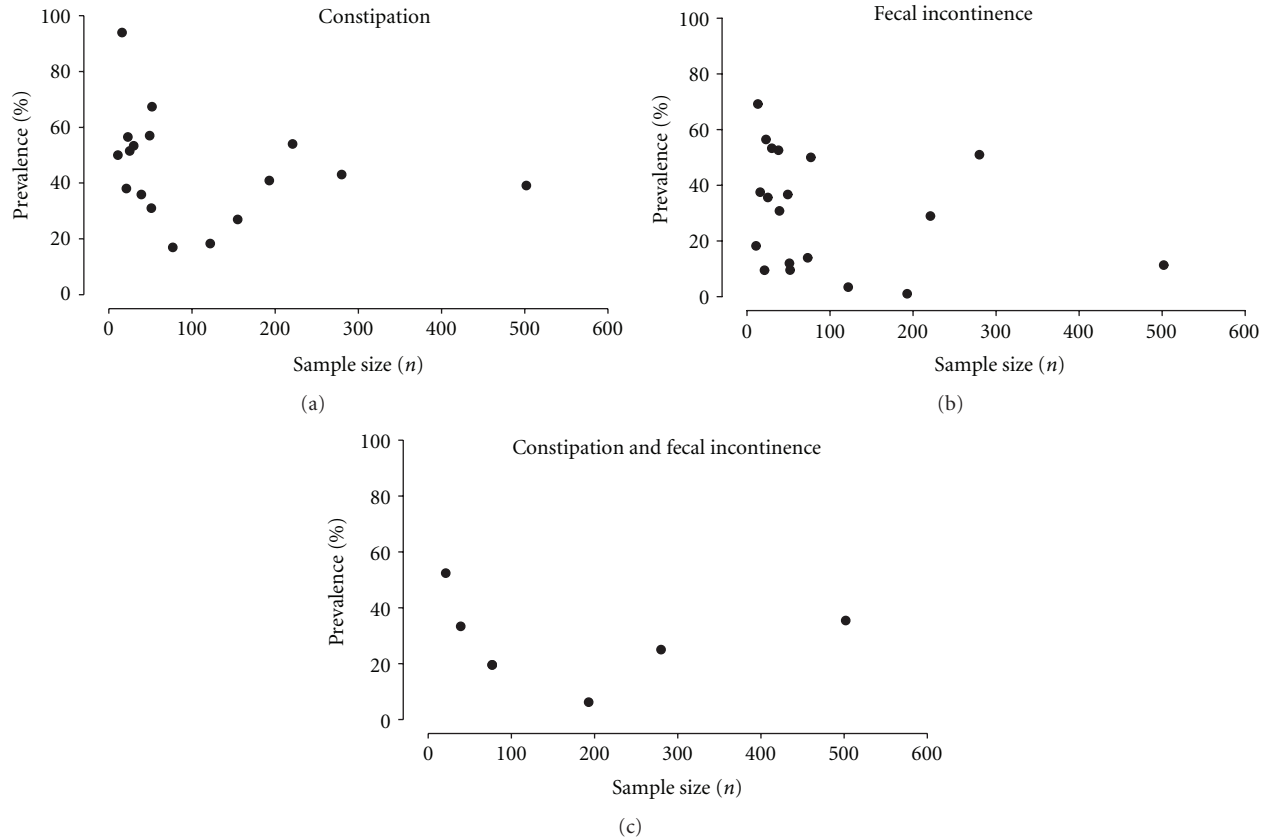 Constipation
100
80
60
40
20
0
Prevalence (%)
0 100 200 300 400 500 600
Sample size (n)
(a)
Fecal incontinence
100
80
60
40
20
0
Prevalence (%)
0 100 200 300 400 500 600
Sample size (n)
(b)
Constipation and fecal incontinence
100
80
60
40
20
0
Prevalence (%)
0 100 200 300 400 500 600
Sample size (n)
(c)